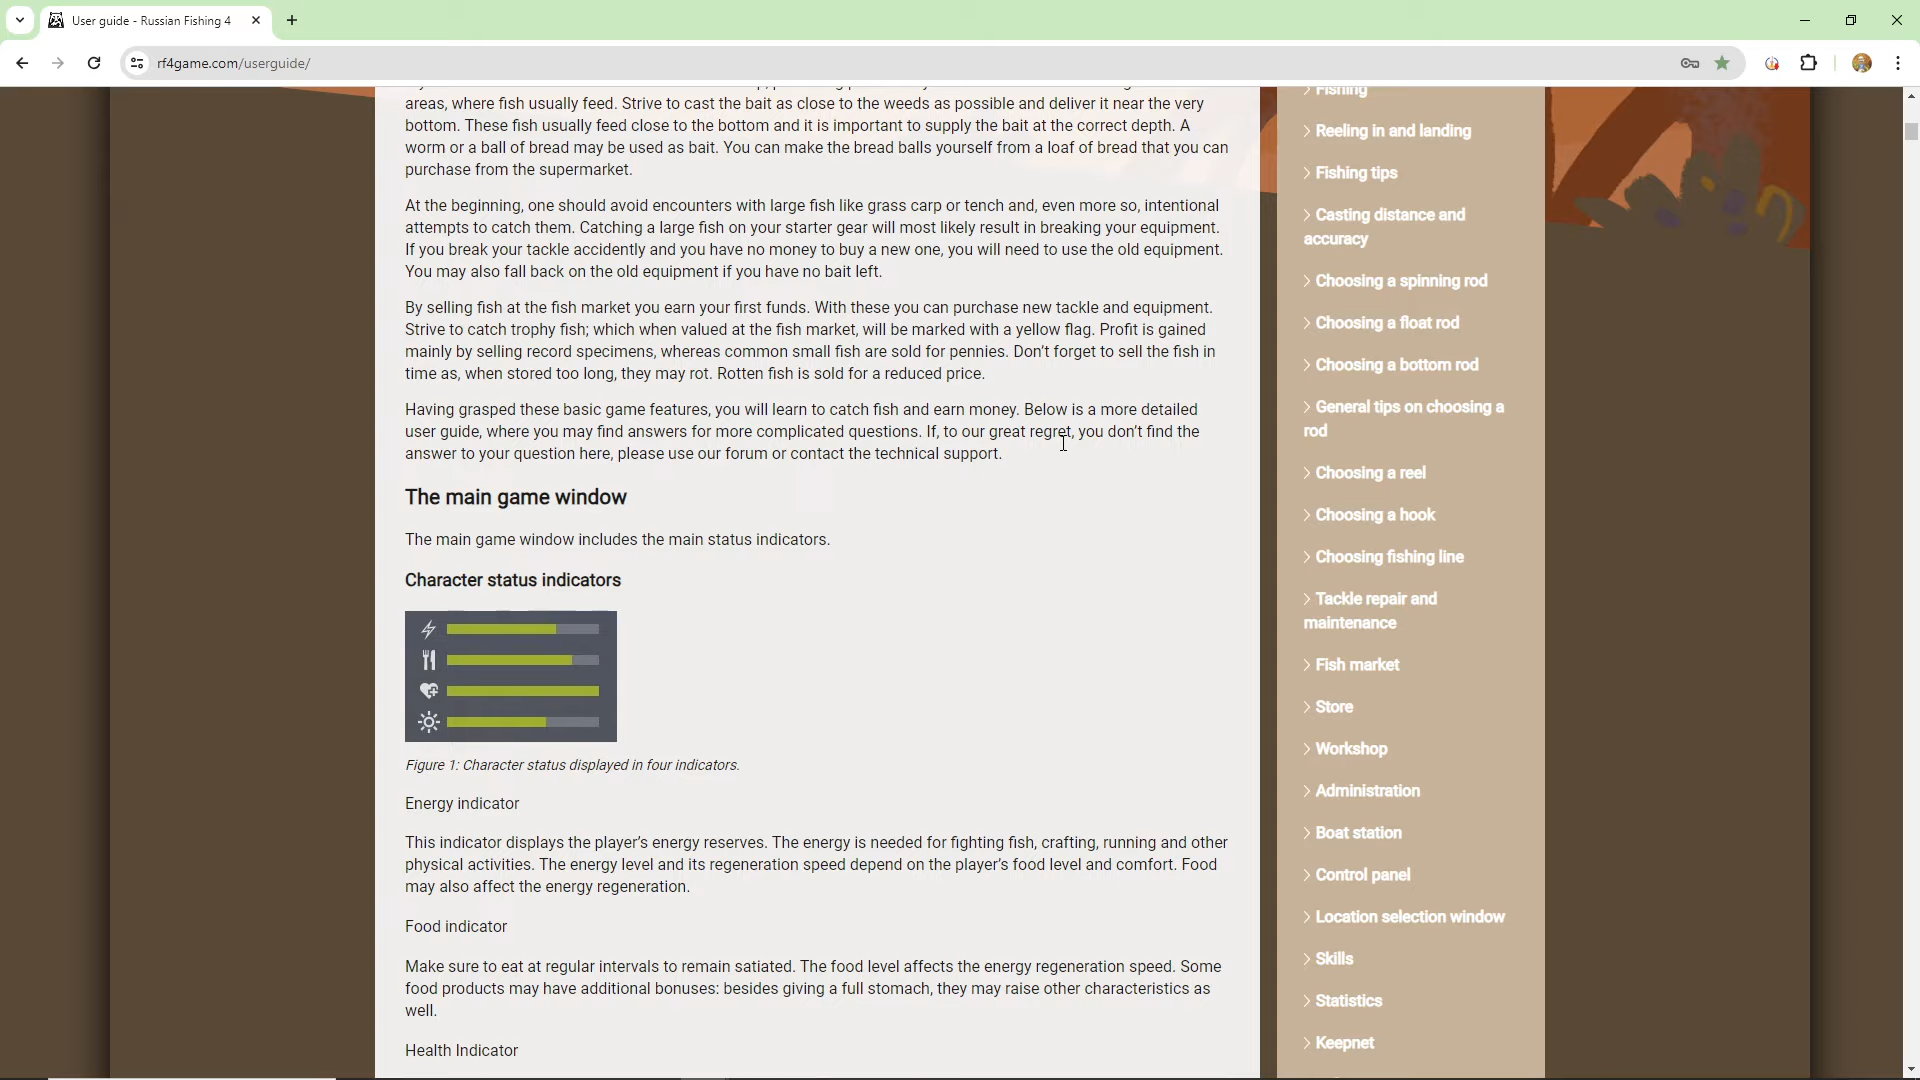 User guide - Russian Fishing 4
rf4game.com/userguide/
areas, where fish usually feed. Strive to cast the bait as close to the weeds as possible and deliver it near the very
bottom. These fish usually feed close to the bottom and it is important to supply the bait at the correct depth. A
worm or a ball of bread may be used as bait. You can make the bread balls yourself from a loaf of bread that you can
purchase from the supermarket.
At the beginning, one should avoid encounters with large fish like grass carp or tench and, even more so, intentional
attempts to catch them. Catching a large fish on your starter gear will most likely result in breaking your equipment.
If you break your tackle accidently and you have no money to buy a new one, you will need to use the old equipment.
You may also fall back on the old equipment if you have no bait left.
By selling fish at the fish market you earn your first funds. With these you can purchase new tackle and equipment.
Strive to catch trophy fish; which when valued at the fish market, will be marked with a yellow flag. Profit is gained
mainly by selling record specimens, whereas common small fish are sold for pennies. Don’t forget to sell the fish in
time as, when stored too long, they may rot. Rotten fish is sold for a reduced price.
Having grasped these basic game features, you will learn to catch fish and earn money. Below is a more detailed
user guide, where you may find answers for more complicated questions. If, to our great regret, you don’t find the
answer to your question here, please use our forum or contact the technical support.
The main game window
The main game window includes the main status indicators.
Character status indicators
Figure 1: Character status displayed in four indicators.
Energy indicator
This indicator displays the player’s energy reserves. The energy is needed for fighting fish, crafting, running and other
physical activities. The energy level and its regeneration speed depend on the player’s food level and comfort. Food
may also affect the energy regeneration.
Food indicator
Make sure to eat at regular intervals to remain satiated. The food level affects the energy regeneration speed. Some
food products may have additional bonuses: besides giving a full stomach, they may raise other characteristics as
well.
Health Indicator
Fishing
Reeling in and landing
Fishing tips
Casting distance and
accuracy
Choosing a spinning rod
Choosing a float rod
Choosing a bottom rod
General tips on choosing a
rod
Choosing a reel
Choosing a hook
Choosing fishing line
Tackle repair and
maintenance
Fish market
Store
Workshop
Administration
Boat station
Control panel
Location selection window
Skills
Statistics
Keepnet